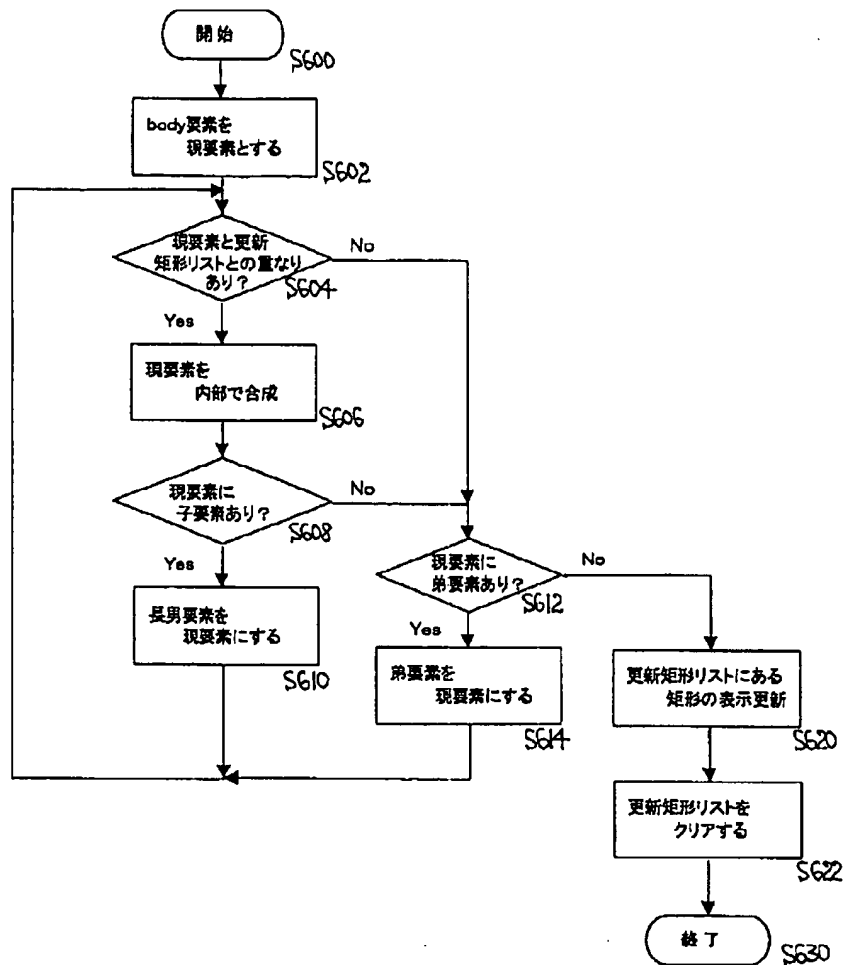 開始
S600
body要素を
現要素とする
S602
現要素と更新
矩形リストとの重なり
あり?
S604
No
Yes
現要素を
内部で合成
S606
現要素に
子要素あり?
S608
No
Yes
長男要素を
現要素にする
S610
現要素に
弟要素あり?
S612
No
Yes
弟要素を
現要素にする
S614
更新矩形リストにある
矩形の表示更新
S620
更新矩形リストを
クリアする
S622
終了
S630